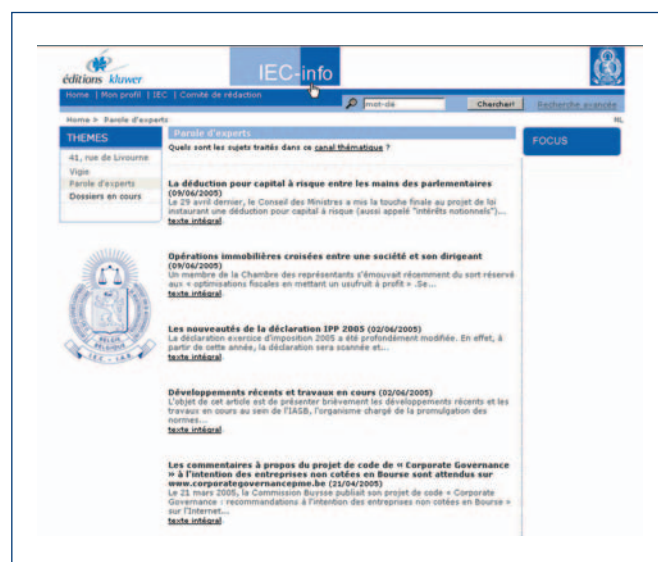 éditions kluwer
IEC-info
Home | Mon profil | IEC | Comité de rédaction
mot-clé
Chercher!
Recherche avancée
Home > Parole d'experts
NL
THEMES
41, rue de Livourne
Vigie
Parole d'experts
Dossiers en cours
BELGIE
BELGIQUE
I.E.C. - I.A.B.
Parole d'experts
Quels sont les sujets traités dans ce canal thématique ?
La déduction pour capital à risque entre les mains des parlementaires
(09/06/2005)
Le 29 avril dernier, le Conseil des Ministres a mis la touche finale au projet de loi
instaurant une déduction pour capital à risque (aussi appelé "intérêts notionnels")...
texte intégral
Opérations immobilières croisées entre une société et son dirigeant
(09/06/2005)
Un membre de la Chambre des représentants s'émouvait récemment du sort réservé
aux « optimisations fiscales en mettant un usufruit à profit » .Se...
texte intégral
Les nouveautés de la déclaration IPP 2005 (02/06/2005)
La déclaration exercice d'imposition 2005 a été profondément modifiée. En effet, à
partir de cette année, la déclaration sera scannée et...
texte intégral
Développements récents et travaux en cours (02/06/2005)
L'objet de cet article est de présenter brièvement les développements récents et les
travaux en cours au sein de l'IASB, l'organisme chargé de la promulgation des
normes...
texte intégral
Les commentaires à propos du projet de code de « Corporate Governance
» à l'intention des entreprises non cotées en Bourse sont attendus sur
www.corporategovernancepme.be (21/04/2005)
Le 21 mars 2005, la Commission Buysse publiait son projet de code « Corporate
Governance : recommandations à l'intention des entreprises non cotées en Bourse »
sur l'Internet...
texte intégral
FOCUS